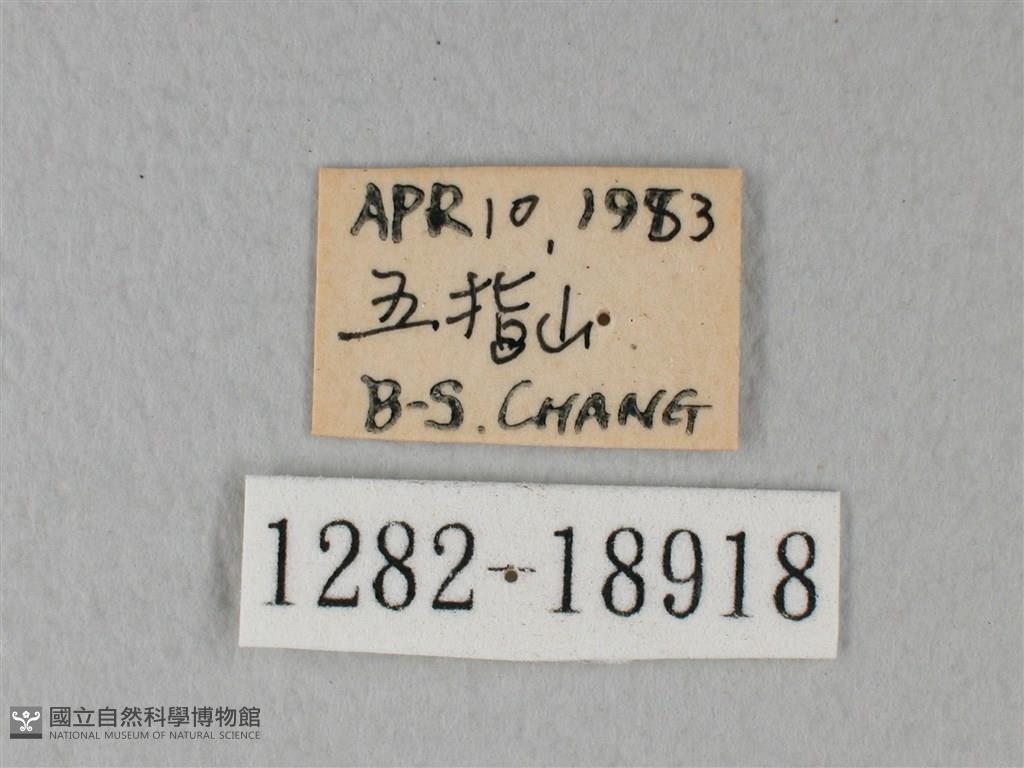 APR 10, 1983
五指山
B-S. CHANG
1282-18918
國立自然科學博物館
NATIONAL MUSEUM OF NATURAL SCIENCE